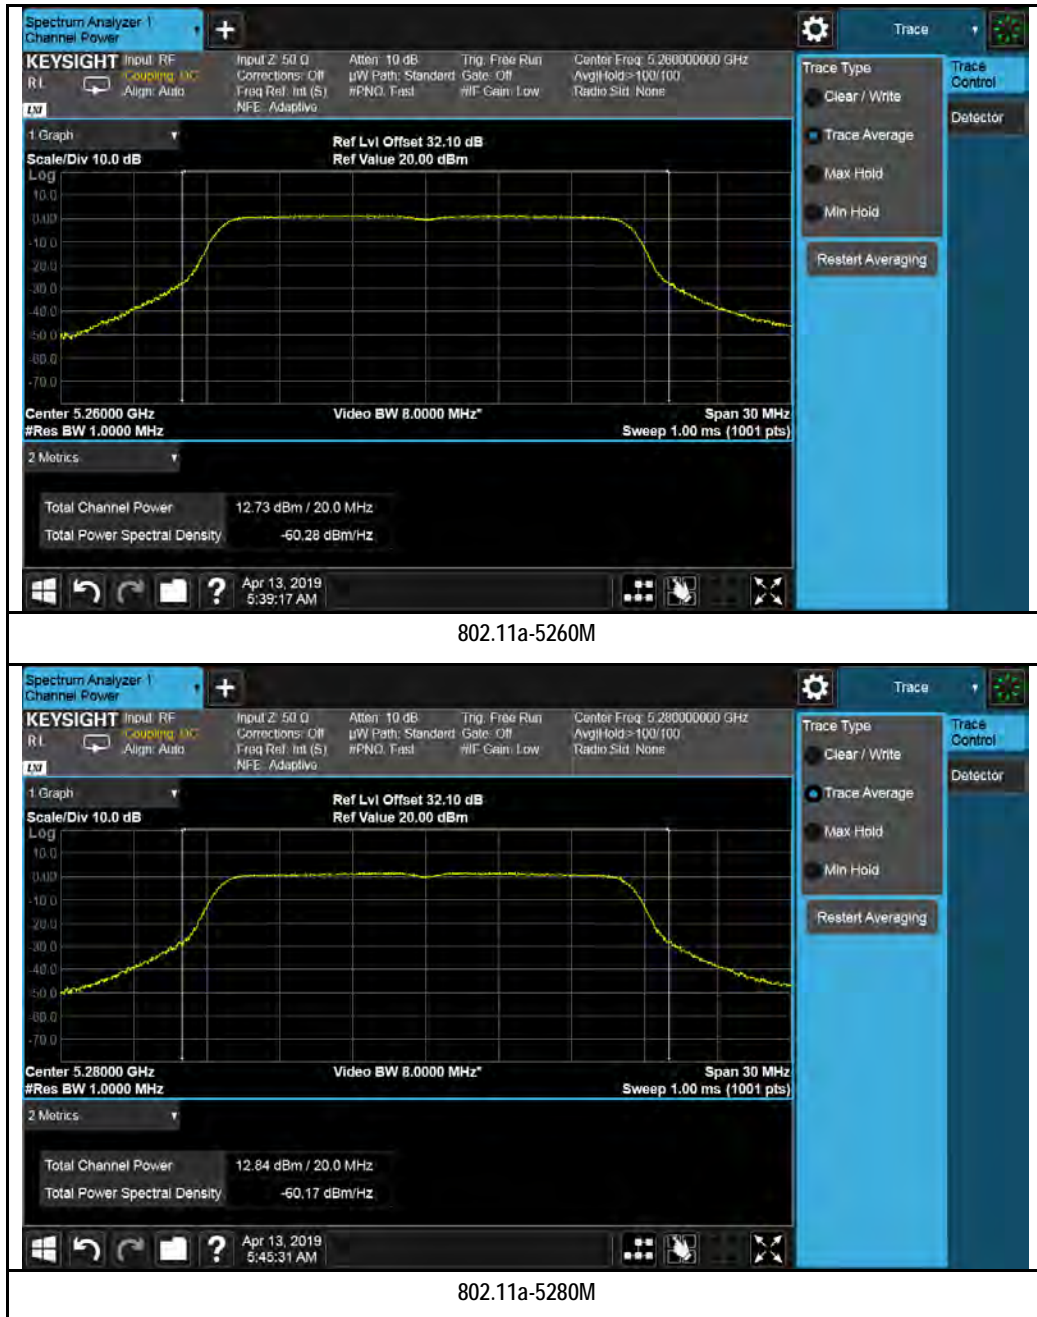 Spectrum Analyzer 1
Channel Power
Trace
KEYSIGHT Input: RF
R L
Coupling: DC
Align: Auto
LXI
Input Z: 50 Ω
Corrections: Off
Freq Ref: Int (S)
NFE: Adaptive
Atten: 10 dB
µW Path: Standard
#PNO: Fast
Trig: Free Run
Gate: Off
#IF Gain: Low
Center Freq: 5.260000000 GHz
Avg|Hold:>100/100
Radio Std: None
Trace Type
Clear / Write
Trace Average
Max Hold
Min Hold
Restart Averaging
Trace
Control
Detector
1 Graph
Scale/Div 10.0 dB
Ref Lvl Offset 32.10 dB
Ref Value 20.00 dBm
Log
10.0
0.00
-10.0
-20.0
-30.0
-40.0
-50.0
-60.0
-70.0
Center 5.26000 GHz
#Res BW 1.0000 MHz
Video BW 8.0000 MHz*
Span 30 MHz
Sweep 1.00 ms (1001 pts)
2 Metrics
Total Channel Power 12.73 dBm / 20.0 MHz
Total Power Spectral Density -60.28 dBm/Hz
?
Apr 13, 2019
5:39:17 AM
802.11a-5260M
Spectrum Analyzer 1
Channel Power
Trace
KEYSIGHT Input: RF
R L
Coupling: DC
Align: Auto
LXI
Input Z: 50 Ω
Corrections: Off
Freq Ref: Int (S)
NFE: Adaptive
Atten: 10 dB
µW Path: Standard
#PNO: Fast
Trig: Free Run
Gate: Off
#IF Gain: Low
Center Freq: 5.280000000 GHz
Avg|Hold:>100/100
Radio Std: None
Trace Type
Clear / Write
Trace Average
Max Hold
Min Hold
Restart Averaging
Trace
Control
Detector
1 Graph
Scale/Div 10.0 dB
Ref Lvl Offset 32.10 dB
Ref Value 20.00 dBm
Log
10.0
0.00
-10.0
-20.0
-30.0
-40.0
-50.0
-60.0
-70.0
Center 5.28000 GHz
#Res BW 1.0000 MHz
Video BW 8.0000 MHz*
Span 30 MHz
Sweep 1.00 ms (1001 pts)
2 Metrics
Total Channel Power 12.84 dBm / 20.0 MHz
Total Power Spectral Density -60.17 dBm/Hz
?
Apr 13, 2019
5:45:31 AM
802.11a-5280M